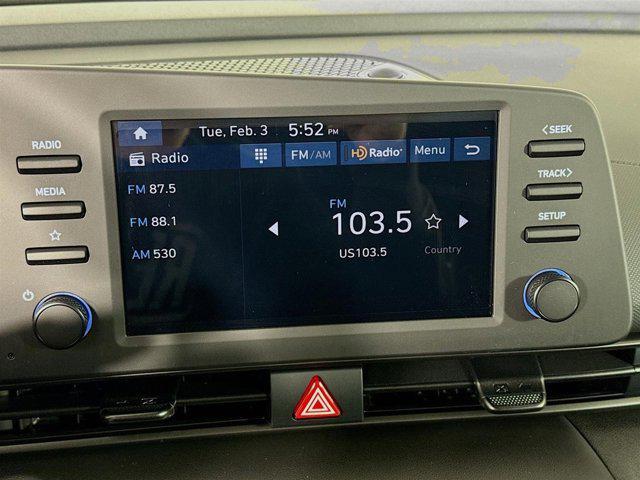 Tue, Feb. 3 5:52 PM
RADIO
Radio FM/AM HD Radio Menu
<SEEK
MEDIA
FM 87.5
TRACK>
FM 88.1
FM
103.5
SETUP
AM 530
US103.5
Country